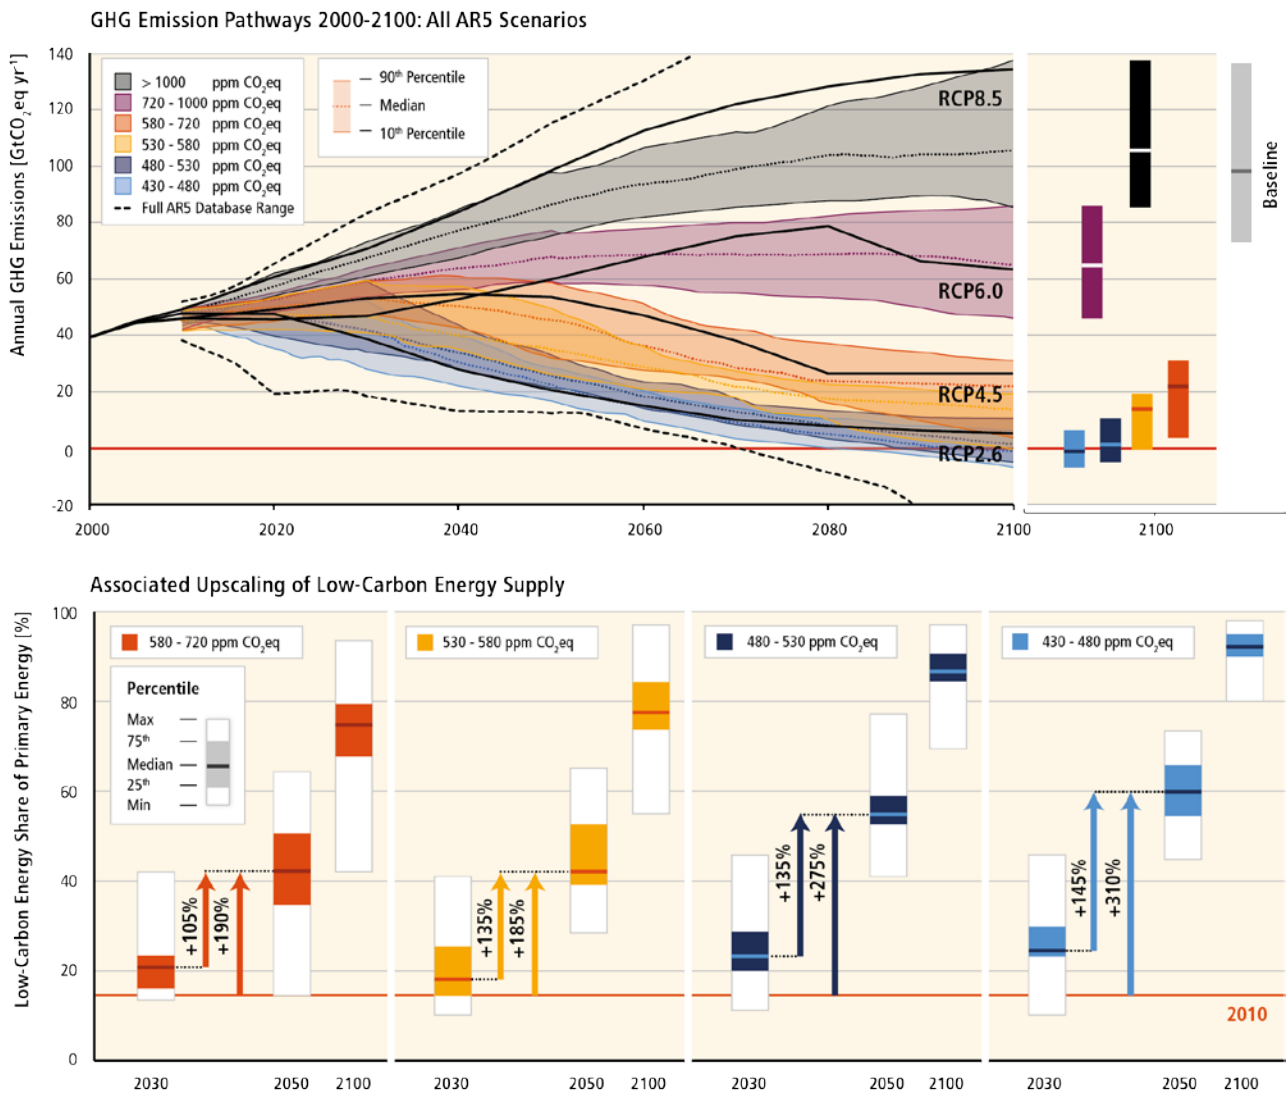 GHG Emission Pathways 2000-2100: All AR5 Scenarios
Annual GHG Emissions [GtCO₂eq yr⁻¹]
140
120
100
80
60
40
20
0
-20
> 1000 ppm CO₂eq
720 - 1000 ppm CO₂eq
580 - 720 ppm CO₂eq
530 - 580 ppm CO₂eq
480 - 530 ppm CO₂eq
430 - 480 ppm CO₂eq
Full AR5 Database Range
90ᵗʰ Percentile
Median
10ᵗʰ Percentile
RCP8.5
RCP6.0
RCP4.5
RCP2.6
Baseline
2000 2020 2040 2060 2080 2100 2100
Associated Upscaling of Low-Carbon Energy Supply
Low-Carbon Energy Share of Primary Energy [%]
100
80
60
40
20
0
580 - 720 ppm CO₂eq
Percentile
Max
75ᵗʰ
Median
25ᵗʰ
Min
+105%
+190%
530 - 580 ppm CO₂eq
+135%
+185%
480 - 530 ppm CO₂eq
+135%
+275%
430 - 480 ppm CO₂eq
+145%
+310%
2010
2030 2050 2100 2030 2050 2100 2030 2050 2100 2030 2050 2100